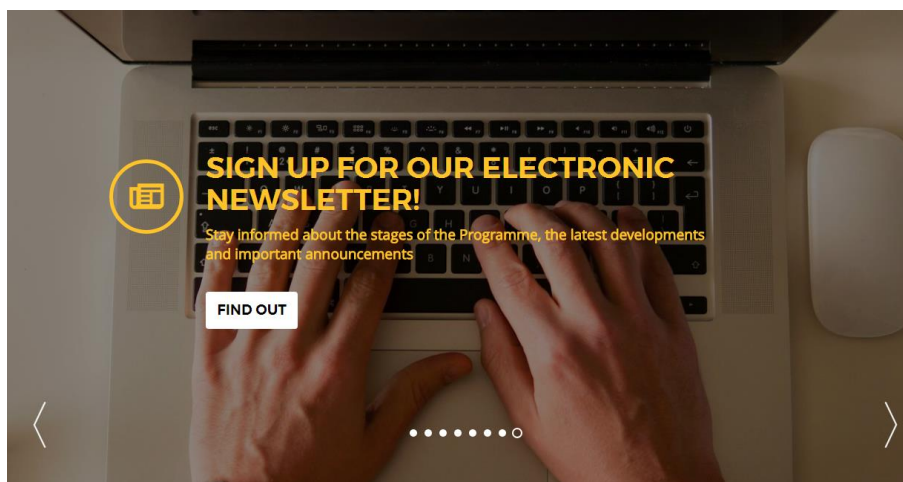 SIGN UP FOR OUR ELECTRONIC
NEWSLETTER!
Stay informed about the stages of the Programme, the latest developments
and important announcements
FIND OUT